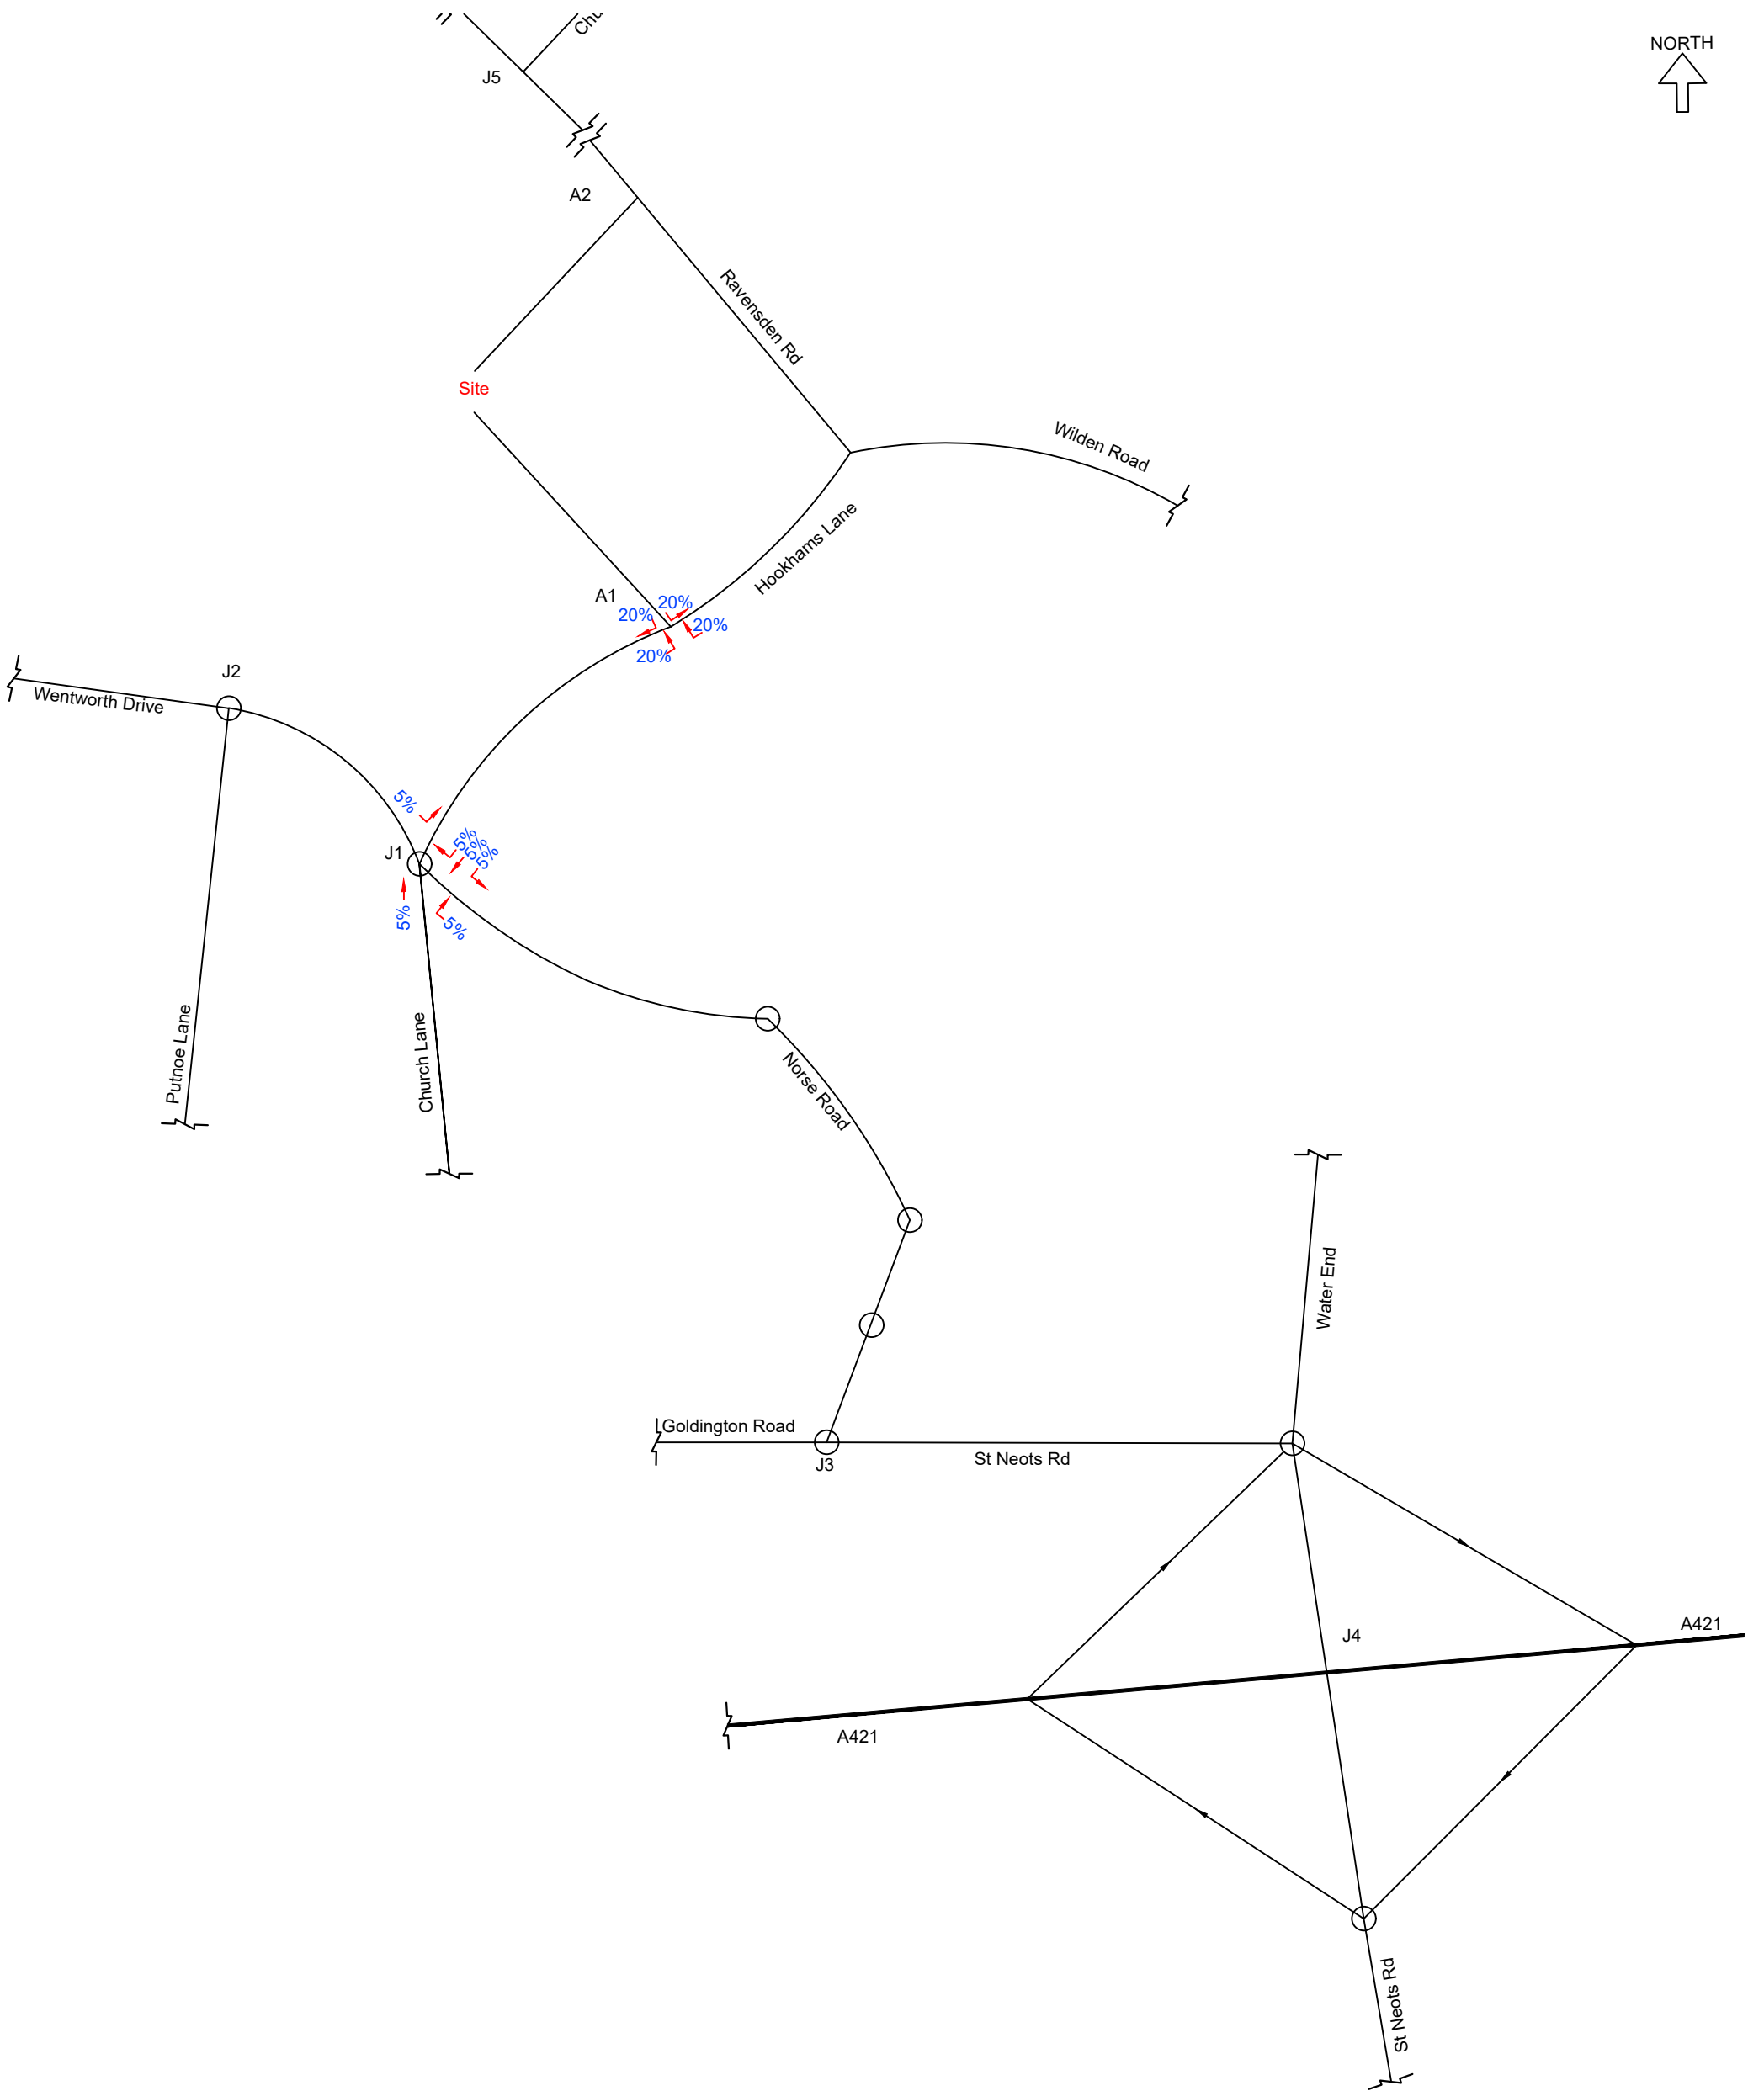 NORTH
J5
A2
Ravensden Rd
Site
Wilden Road
Hookhams Lane
A1
20%
20%
20%
20%
J2
Wentworth Drive
5%
J1
5%
5%
5%
5%
5%
Putnoe Lane
Church Lane
Norse Road
Water End
Goldington Road
J3
St Neots Rd
J4
A421
A421
St Neots Rd